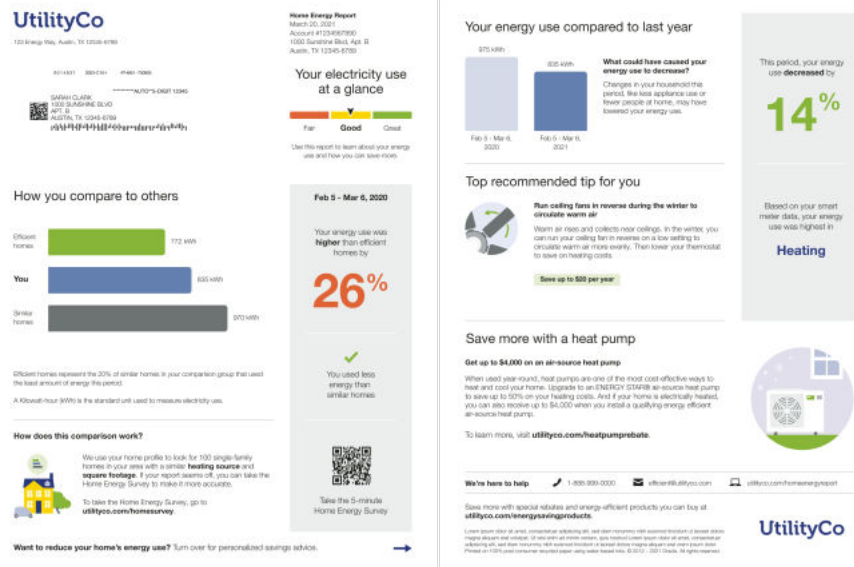 UtilityCo
123 Energy Way, Austin, TX 12345-6789
Home Energy Report
March 20, 2021
Account #1234567890
1000 Sunshine Blvd, Apt. B
Austin, TX 12345-6789
SARAH CLARK
1000 SUNSHINE BLVD
APT. B
AUSTIN, TX 12345-6789
Your electricity use
at a glance
Fair Good Great
Use this report to learn about your energy
use and how you can save more.
How you compare to others
Efficient
homes
772 kWh
You
835 kWh
Similar
homes
970 kWh
Efficient homes represent the 20% of similar homes in your comparison group that used
the least amount of energy this period.
A Kilowatt-hour (kWh) is the standard unit used to measure electricity use.
Feb 5 - Mar 6, 2020
Your energy use was
higher than efficient
homes by
26%
You used less
energy than
similar homes
Take the 5-minute
Home Energy Survey
How does this comparison work?
We use your home profile to look for 100 single-family
homes in your area with a similar heating source and
square footage. If your report seems off, you can take the
Home Energy Survey to make it more accurate.
To take the Home Energy Survey, go to
utilityco.com/homesurvey.
Want to reduce your home's energy use? Turn over for personalized savings advice.
Your energy use compared to last year
975 kWh
835 kWh
Feb 5 - Mar 6,
2020
Feb 5 - Mar 6,
2021
What could have caused your
energy use to decrease?
Changes in your household this
period, like less appliance use or
fewer people at home, may have
lowered your energy use.
This period, your energy
use decreased by
14%
Based on your smart
meter data, your energy
use was highest in
Heating
Top recommended tip for you
Run ceiling fans in reverse during the winter to
circulate warm air
Warm air rises and collects near ceilings. In the winter, you
can run your ceiling fan in reverse on a low setting to
circulate warm air more evenly. Then lower your thermostat
to save on heating costs.
Save up to $20 per year
Save more with a heat pump
Get up to $4,000 on an air-source heat pump
When used year-round, heat pumps are one of the most cost-effective ways to
heat and cool your home. Upgrade to an ENERGY STAR® air-source heat pump
to save up to 50% on your heating costs. And if your home is electrically heated,
you can also receive up to $4,000 when you install a qualifying energy efficient
air-source heat pump.
To learn more, visit utilityco.com/heatpumprebate.
We're here to help
1-888-999-0000
efficient@utilityco.com
utilityco.com/homeenergyreport
Save more with special rebates and energy-efficient products you can buy at
utilityco.com/energysavingproducts.
UtilityCo